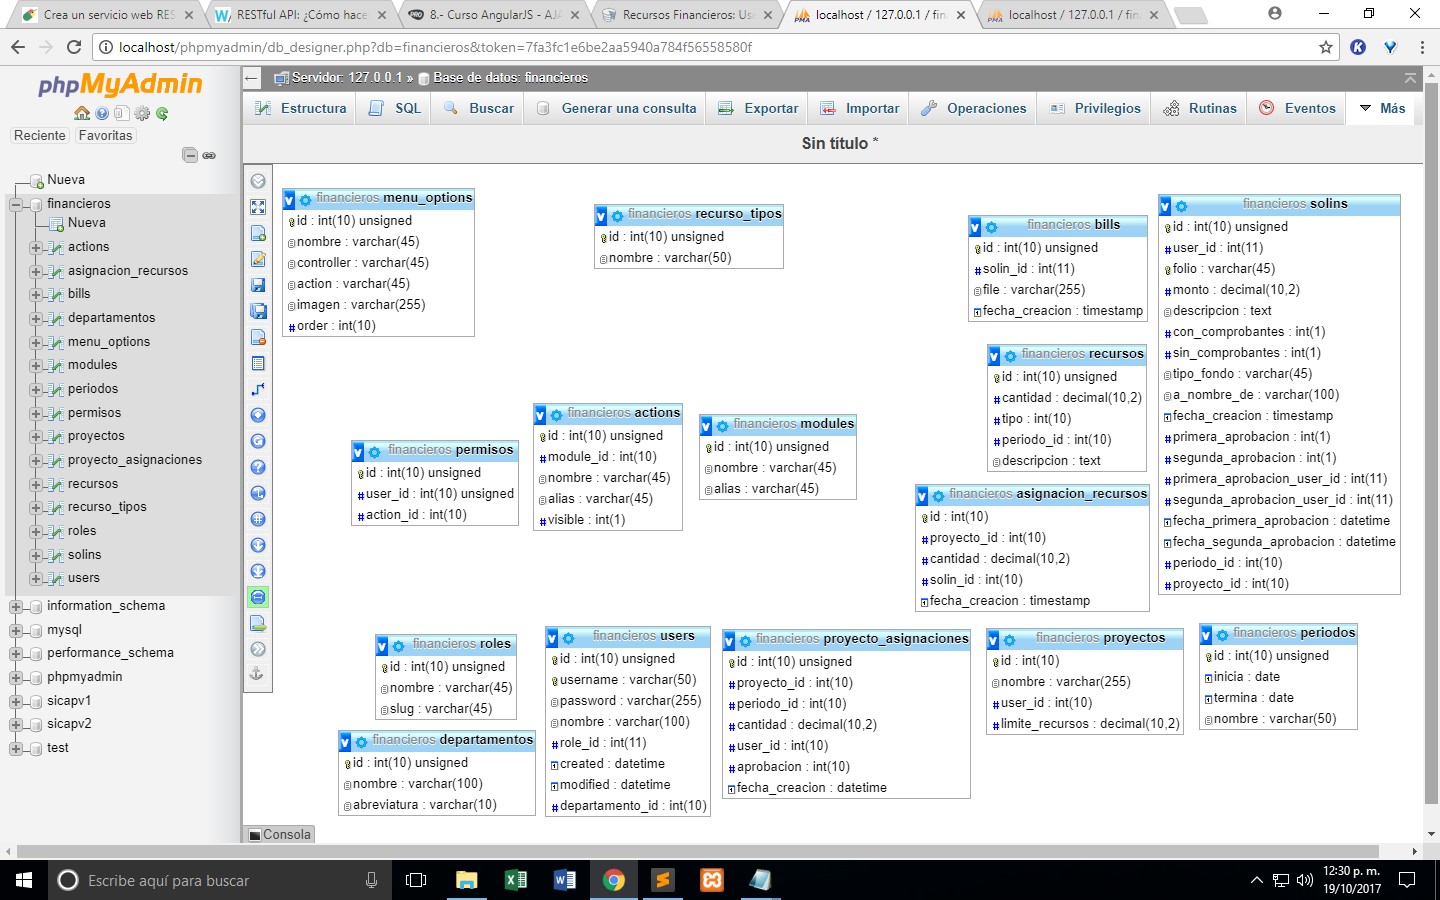 Crea un servicio web RES
RESTful API: ¿Cómo hace
8.- Curso AngularJS - AJA
Recursos Financieros: Us
localhost / 127.0.0.1 / fin
localhost / 127.0.0.1 / fin
localhost/phpmyadmin/db_designer.php?db=financieros&token=7fa3fc1e6be2aa5940a784f56558580f
phpMyAdmin
Reciente
Favoritas
Nueva
financieros
Nueva
actions
asignacion_recursos
bills
departamentos
menu_options
modules
periodos
permisos
proyectos
proyecto_asignaciones
recursos
recurso_tipos
roles
solins
users
information_schema
mysql
performance_schema
phpmyadmin
sicapv1
sicapv2
test
Servidor: 127.0.0.1 » Base de datos: financieros
Estructura
SQL
Buscar
Generar una consulta
Exportar
Importar
Operaciones
Privilegios
Rutinas
Eventos
Más
Sin título *
financieros menu_options
id : int(10) unsigned
nombre : varchar(45)
controller : varchar(45)
action : varchar(45)
imagen : varchar(255)
order : int(10)
financieros recurso_tipos
id : int(10) unsigned
nombre : varchar(50)
financieros bills
id : int(10) unsigned
solin_id : int(11)
file : varchar(255)
fecha_creacion : timestamp
financieros solins
id : int(10) unsigned
user_id : int(11)
folio : varchar(45)
monto : decimal(10,2)
descripcion : text
con_comprobantes : int(1)
sin_comprobantes : int(1)
tipo_fondo : varchar(45)
a_nombre_de : varchar(100)
fecha_creacion : timestamp
primera_aprobacion : int(1)
segunda_aprobacion : int(1)
primera_aprobacion_user_id : int(11)
segunda_aprobacion_user_id : int(11)
fecha_primera_aprobacion : datetime
fecha_segunda_aprobacion : datetime
periodo_id : int(10)
proyecto_id : int(10)
financieros recursos
id : int(10) unsigned
cantidad : decimal(10,2)
tipo : int(10)
periodo_id : int(10)
descripcion : text
financieros permisos
id : int(10) unsigned
user_id : int(10) unsigned
action_id : int(10)
financieros actions
id : int(10) unsigned
module_id : int(10)
nombre : varchar(45)
alias : varchar(45)
visible : int(1)
financieros modules
id : int(10) unsigned
nombre : varchar(45)
alias : varchar(45)
financieros asignacion_recursos
id : int(10)
proyecto_id : int(10)
cantidad : decimal(10,2)
solin_id : int(10)
fecha_creacion : timestamp
financieros roles
id : int(10) unsigned
nombre : varchar(45)
slug : varchar(45)
financieros departamentos
id : int(10) unsigned
nombre : varchar(100)
abreviatura : varchar(10)
financieros users
id : int(10) unsigned
username : varchar(50)
password : varchar(255)
nombre : varchar(100)
role_id : int(11)
created : datetime
modified : datetime
departamento_id : int(10)
financieros proyecto_asignaciones
id : int(10) unsigned
proyecto_id : int(10)
periodo_id : int(10)
cantidad : decimal(10,2)
user_id : int(10)
aprobacion : int(10)
fecha_creacion : datetime
financieros proyectos
id : int(10)
nombre : varchar(255)
user_id : int(10)
limite_recursos : decimal(10,2)
financieros periodos
id : int(10) unsigned
inicia : date
termina : date
nombre : varchar(50)
Consola
Escribe aquí para buscar
12:30 p. m.
19/10/2017